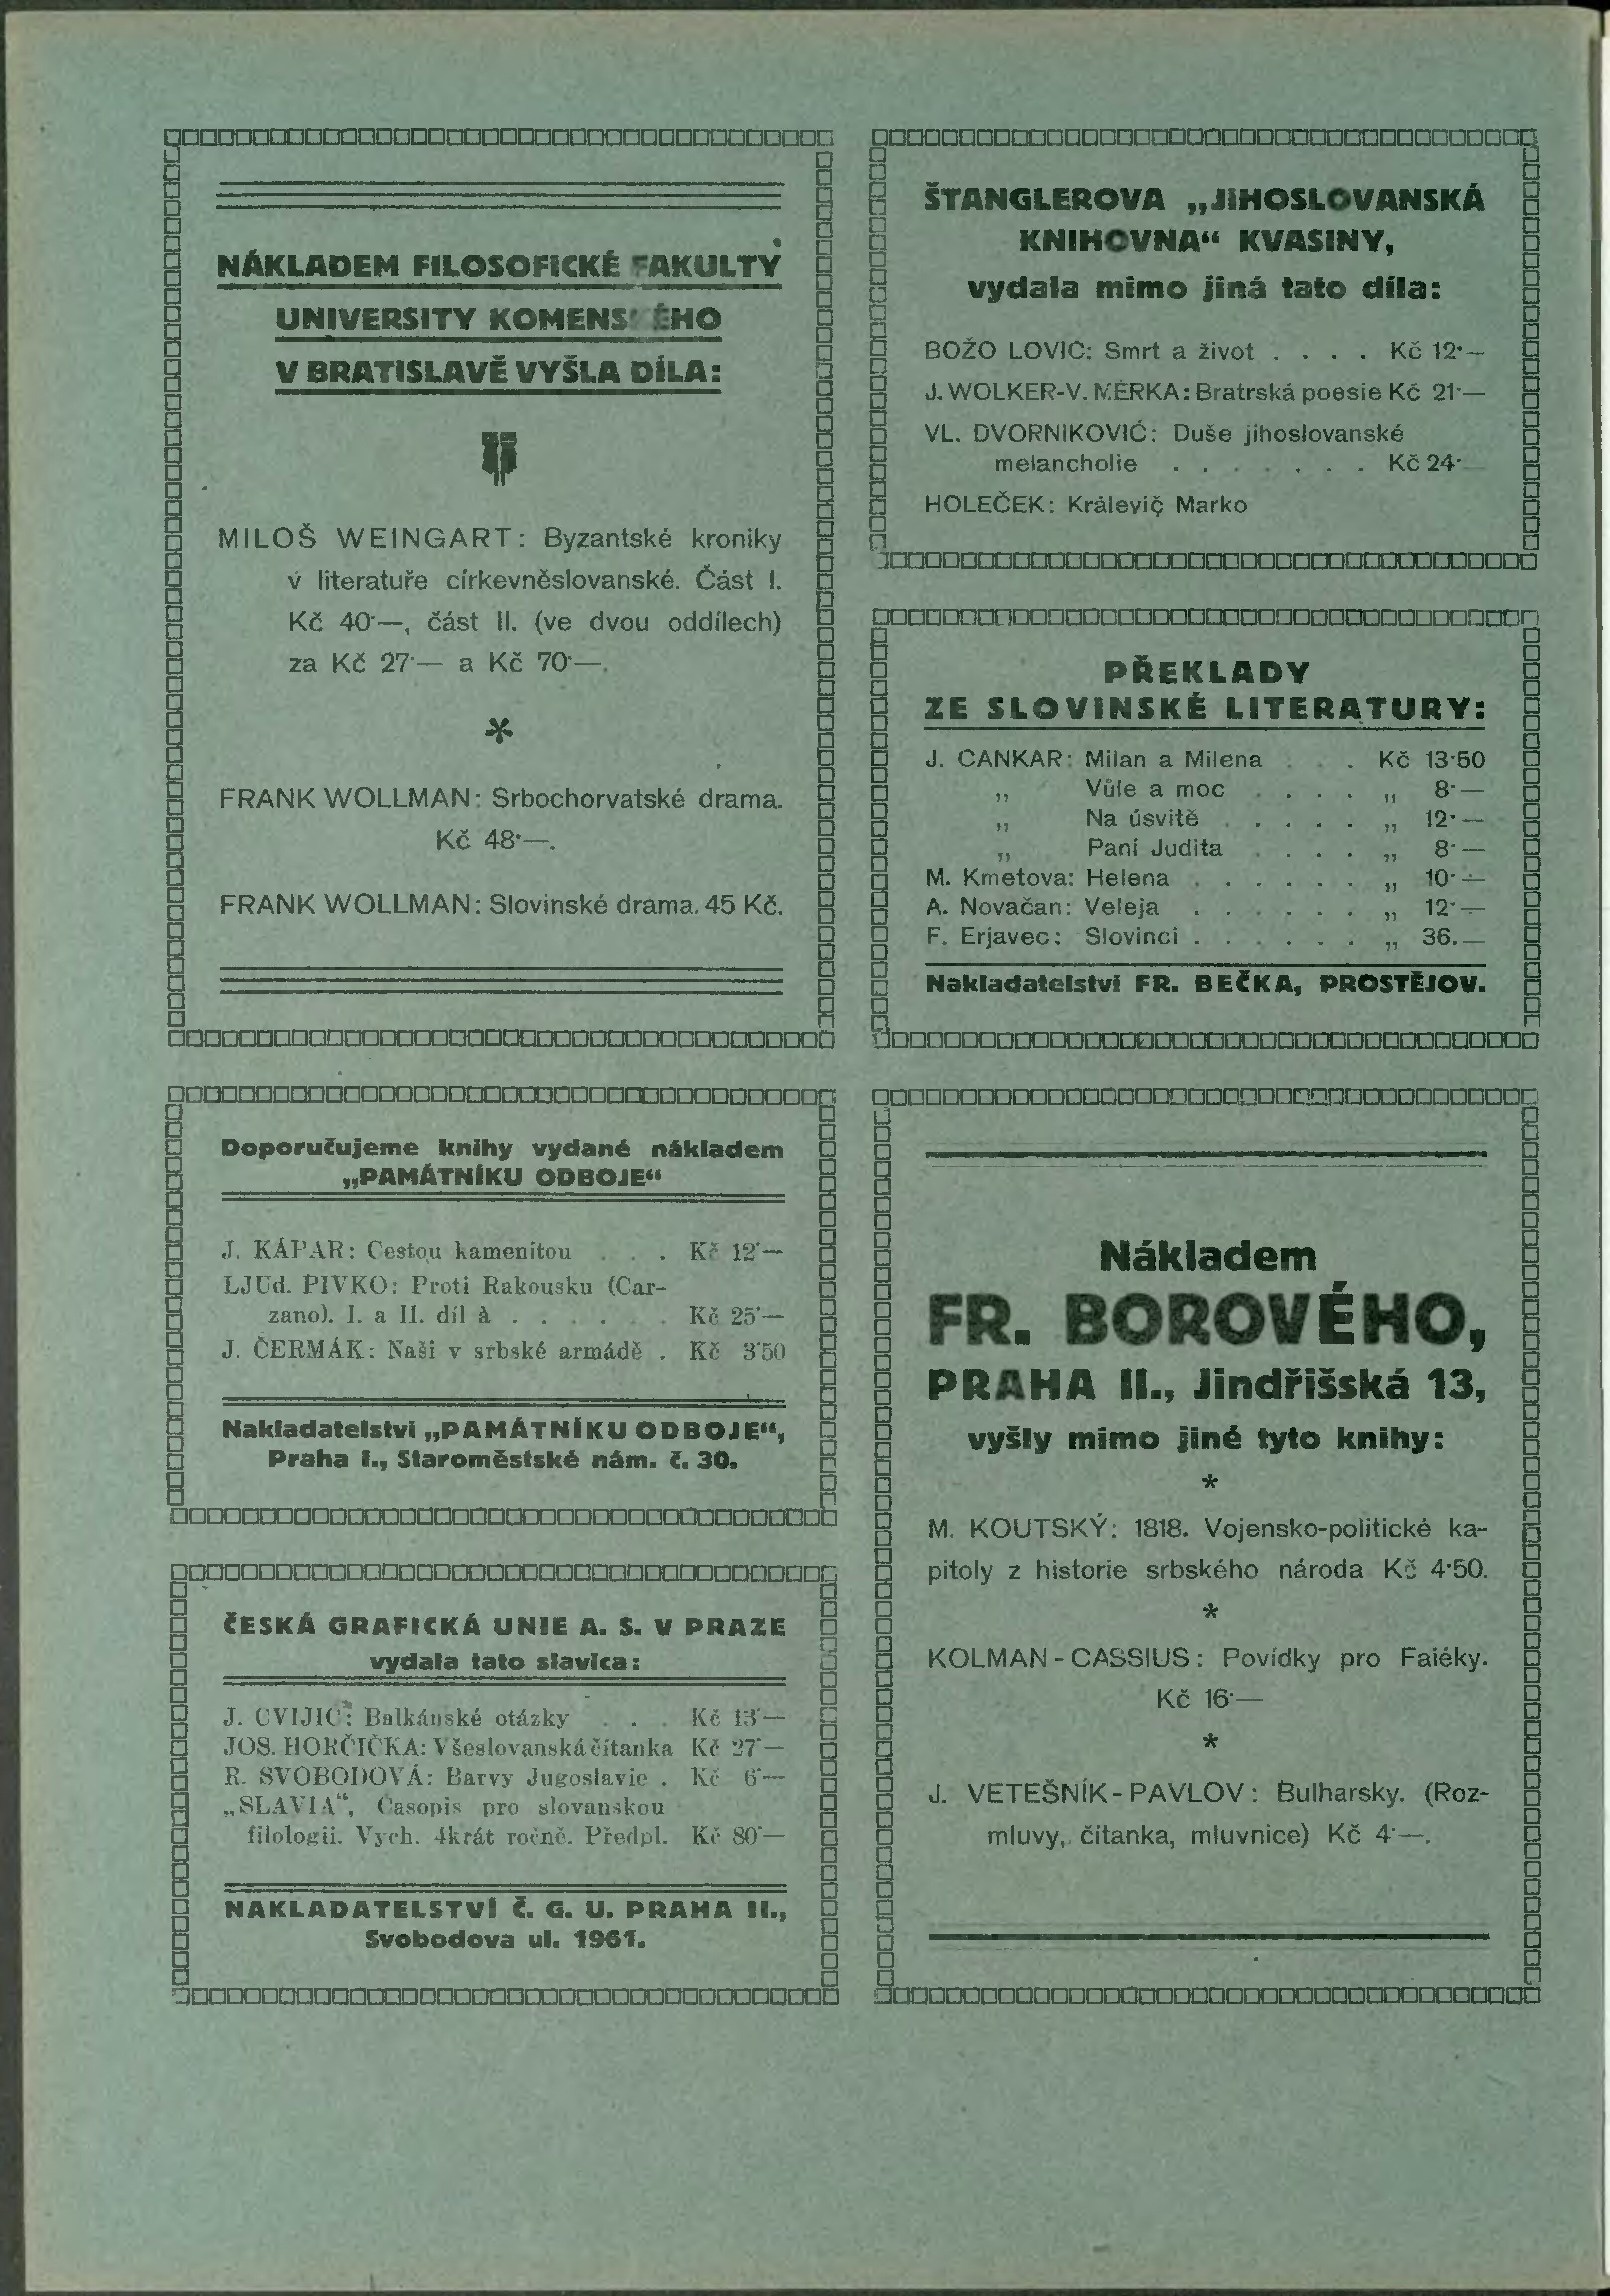 NÁKLADEM FILOSOFICKÉ FAKULTY
UNIVERSITY KOMENSKÉHO
V BRATISLAVĚ VYŠLA DÍLA:
MILOŠ WEINGART: Byzantské kroniky
v literatuře církevněslovanské. Část I.
Kč 40·—, část II. (ve dvou oddílech)
za Kč 27·— a Kč 70·—.
*
FRANK WOLLMAN: Srbochorvatské drama.
Kč 48·—.
FRANK WOLLMAN: Slovinské drama. 45 Kč.
ŠTANGLEROVA „JIHOSLOVANSKÁ
KNIHOVNA“ KVASINY,
vydala mimo jiná tato díla:
BOŽO LOVIC: Smrt a život . . . . Kč 12·—
J. WOLKER-V. MĚRKA: Bratrská poesie Kč 21·—
VL. DVORNIKOVIĆ: Duše jihoslovanské
melancholie . . . . . . . Kč 24·—
HOLEČEK: Králevič Marko
PŘEKLADY
ZE SLOVINSKÉ LITERATURY:
J. CANKAR: Milan a Milena . . . Kč 13·50
„ Vůle a moc . . . . „ 8·—
„ Na úsvitě . . . . . „ 12·—
„ Paní Judita . . . . „ 8·—
M. Kmetova: Helena . . . . . . „ 10·—
A. Novačan: Veleja . . . . . . „ 12·—
F. Erjavec: Slovinci . . . . . . „ 36.—
Nakladatelství FR. BEČKA, PROSTĚJOV.
Doporučujeme knihy vydané nákladem
„PAMÁTNÍKU ODBOJE“
J. KÁPAR: Cestou kamenitou . . . Kč 12·—
LJUd. PIVKO: Proti Rakousku (Car-
zano). I. a II. díl à . . . . . . Kč 25·—
J. ČERMÁK: Naši v srbské armádě . Kč 3·50
Nakladatelství „PAMÁTNÍKU ODBOJE“,
Praha I., Staroměstské nám. č. 30.
ČESKÁ GRAFICKÁ UNIE A. S. V PRAZE
vydala tato slavica:
J. CVIJIĆ: Balkánské otázky . . . Kč 13·—
JOS. HORČIČKA: Všeslovanská čítanka Kč 27·—
R. SVOBODOVÁ: Barvy Jugoslavie . Kč 6·—
„SLAVIA“, Časopis pro slovanskou
filologii. Vych. 4krát ročně. Předpl. Kč 80·—
NAKLADATELSTVÍ Č. G. U. PRAHA II.,
Svobodova ul. 1961.
Nákladem
FR. BOROVÉHO,
PRAHA II., Jindřišská 13,
vyšly mimo jiné tyto knihy:
*
M. KOUTSKÝ: 1818. Vojensko-politické ka-
pitoly z historie srbského národa Kč 4·50.
*
KOLMAN-CASSIUS: Povídky pro Faiéky.
Kč 16·—
*
J. VETEŠNÍK-PAVLOV: Bulharsky. (Roz-
mluvy, čítanka, mluvnice) Kč 4·—.